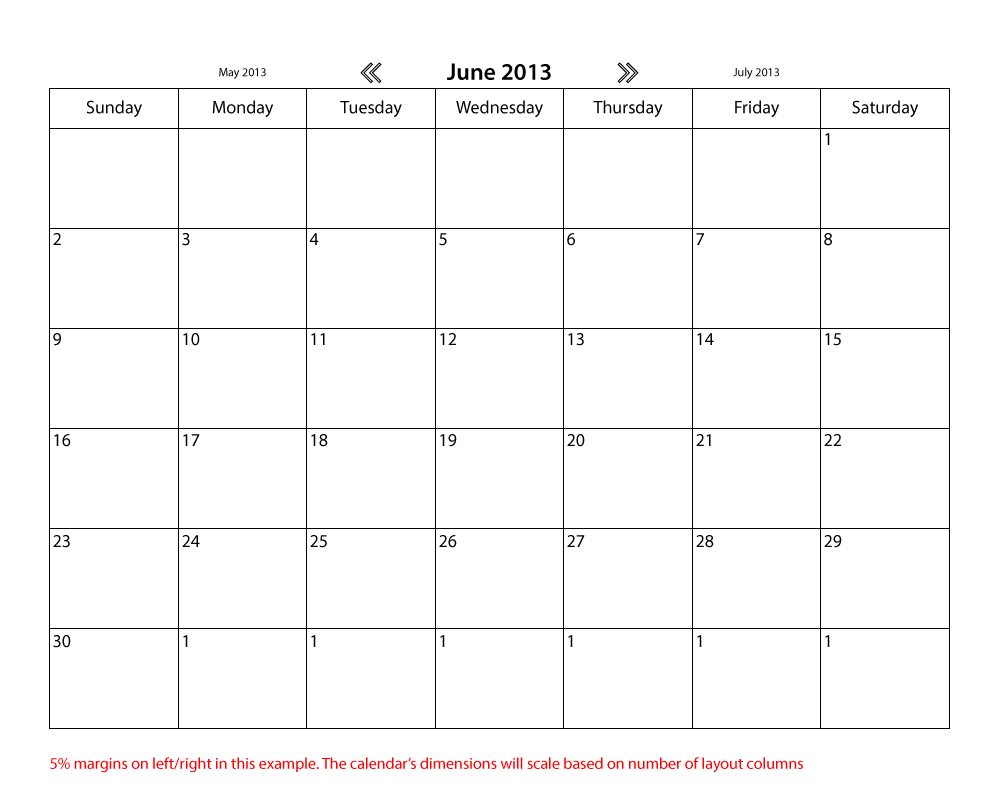 May 2013 June 2013 July 2013
Sunday Monday Tuesday Wednesday Thursday Friday Saturday
1
2 3 4 5 6 7 8
9 10 11 12 13 14 15
16 17 18 19 20 21 22
23 24 25 26 27 28 29
30 1 1 1 1 1 1
5% margins on left/right in this example. The calendar’s dimensions will scale based on number of layout columns